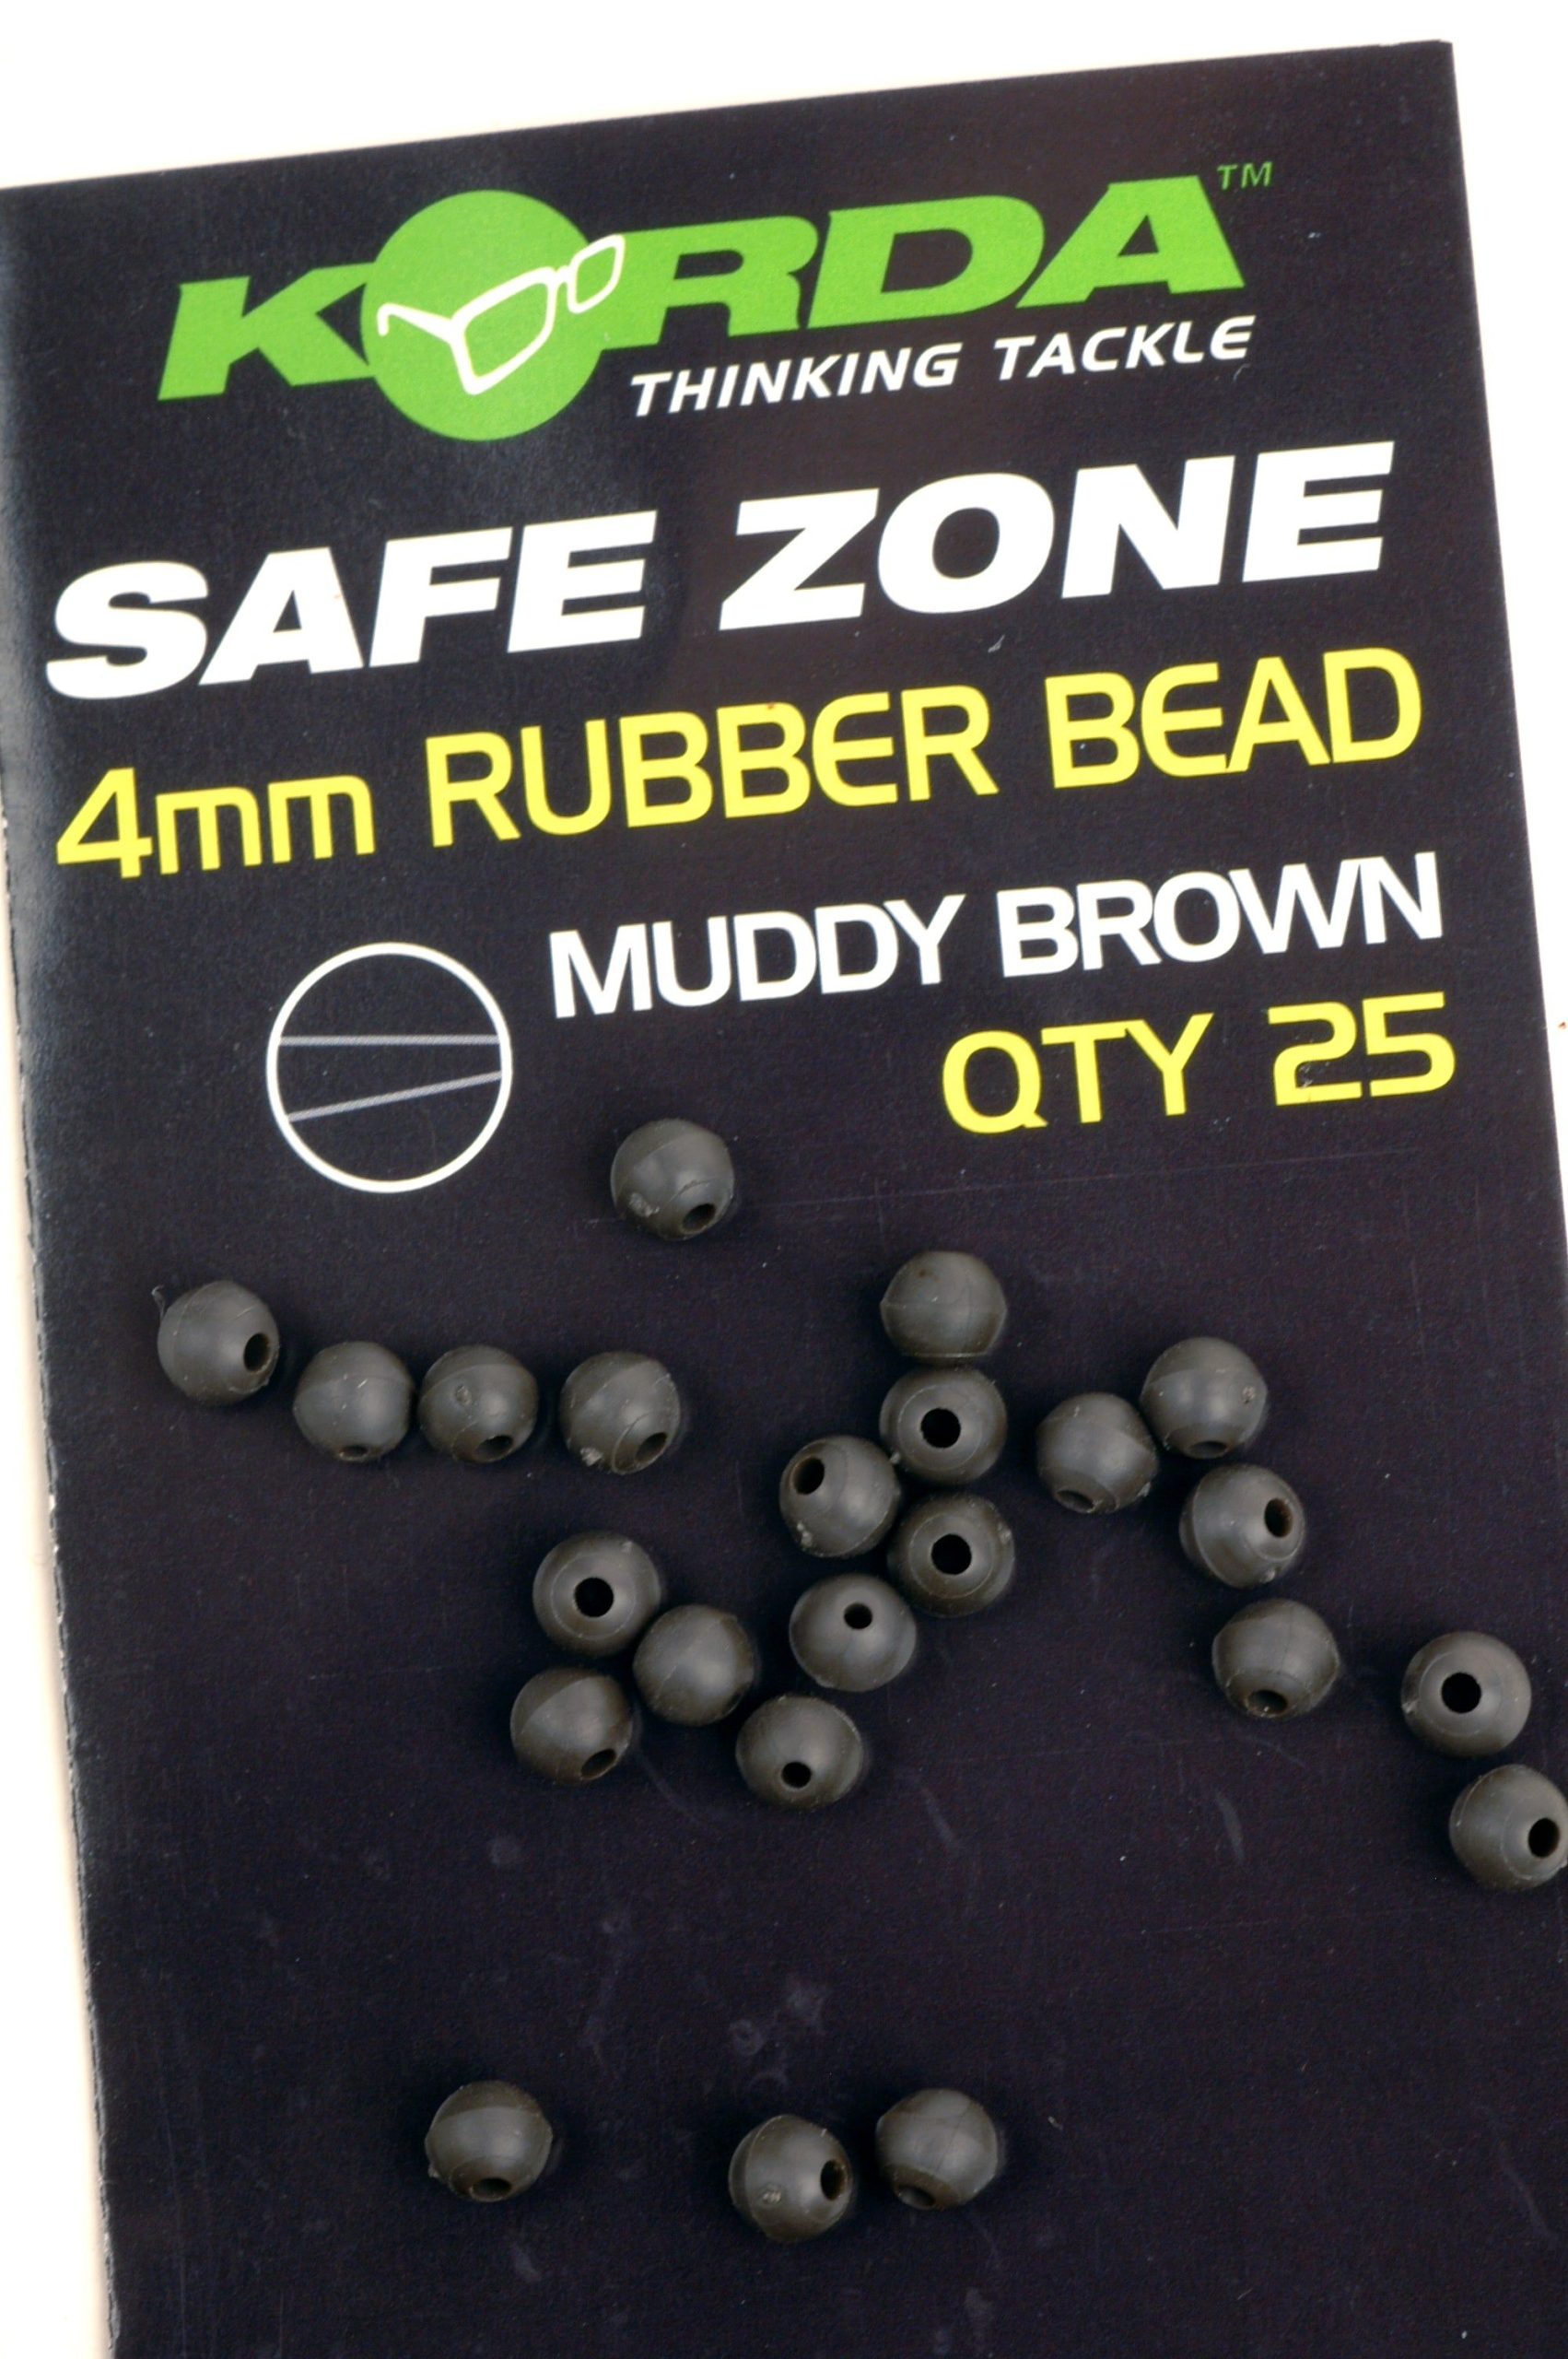 KORDA™
THINKING TACKLE
SAFE ZONE
4mm RUBBER BEAD
MUDDY BROWN
QTY 25